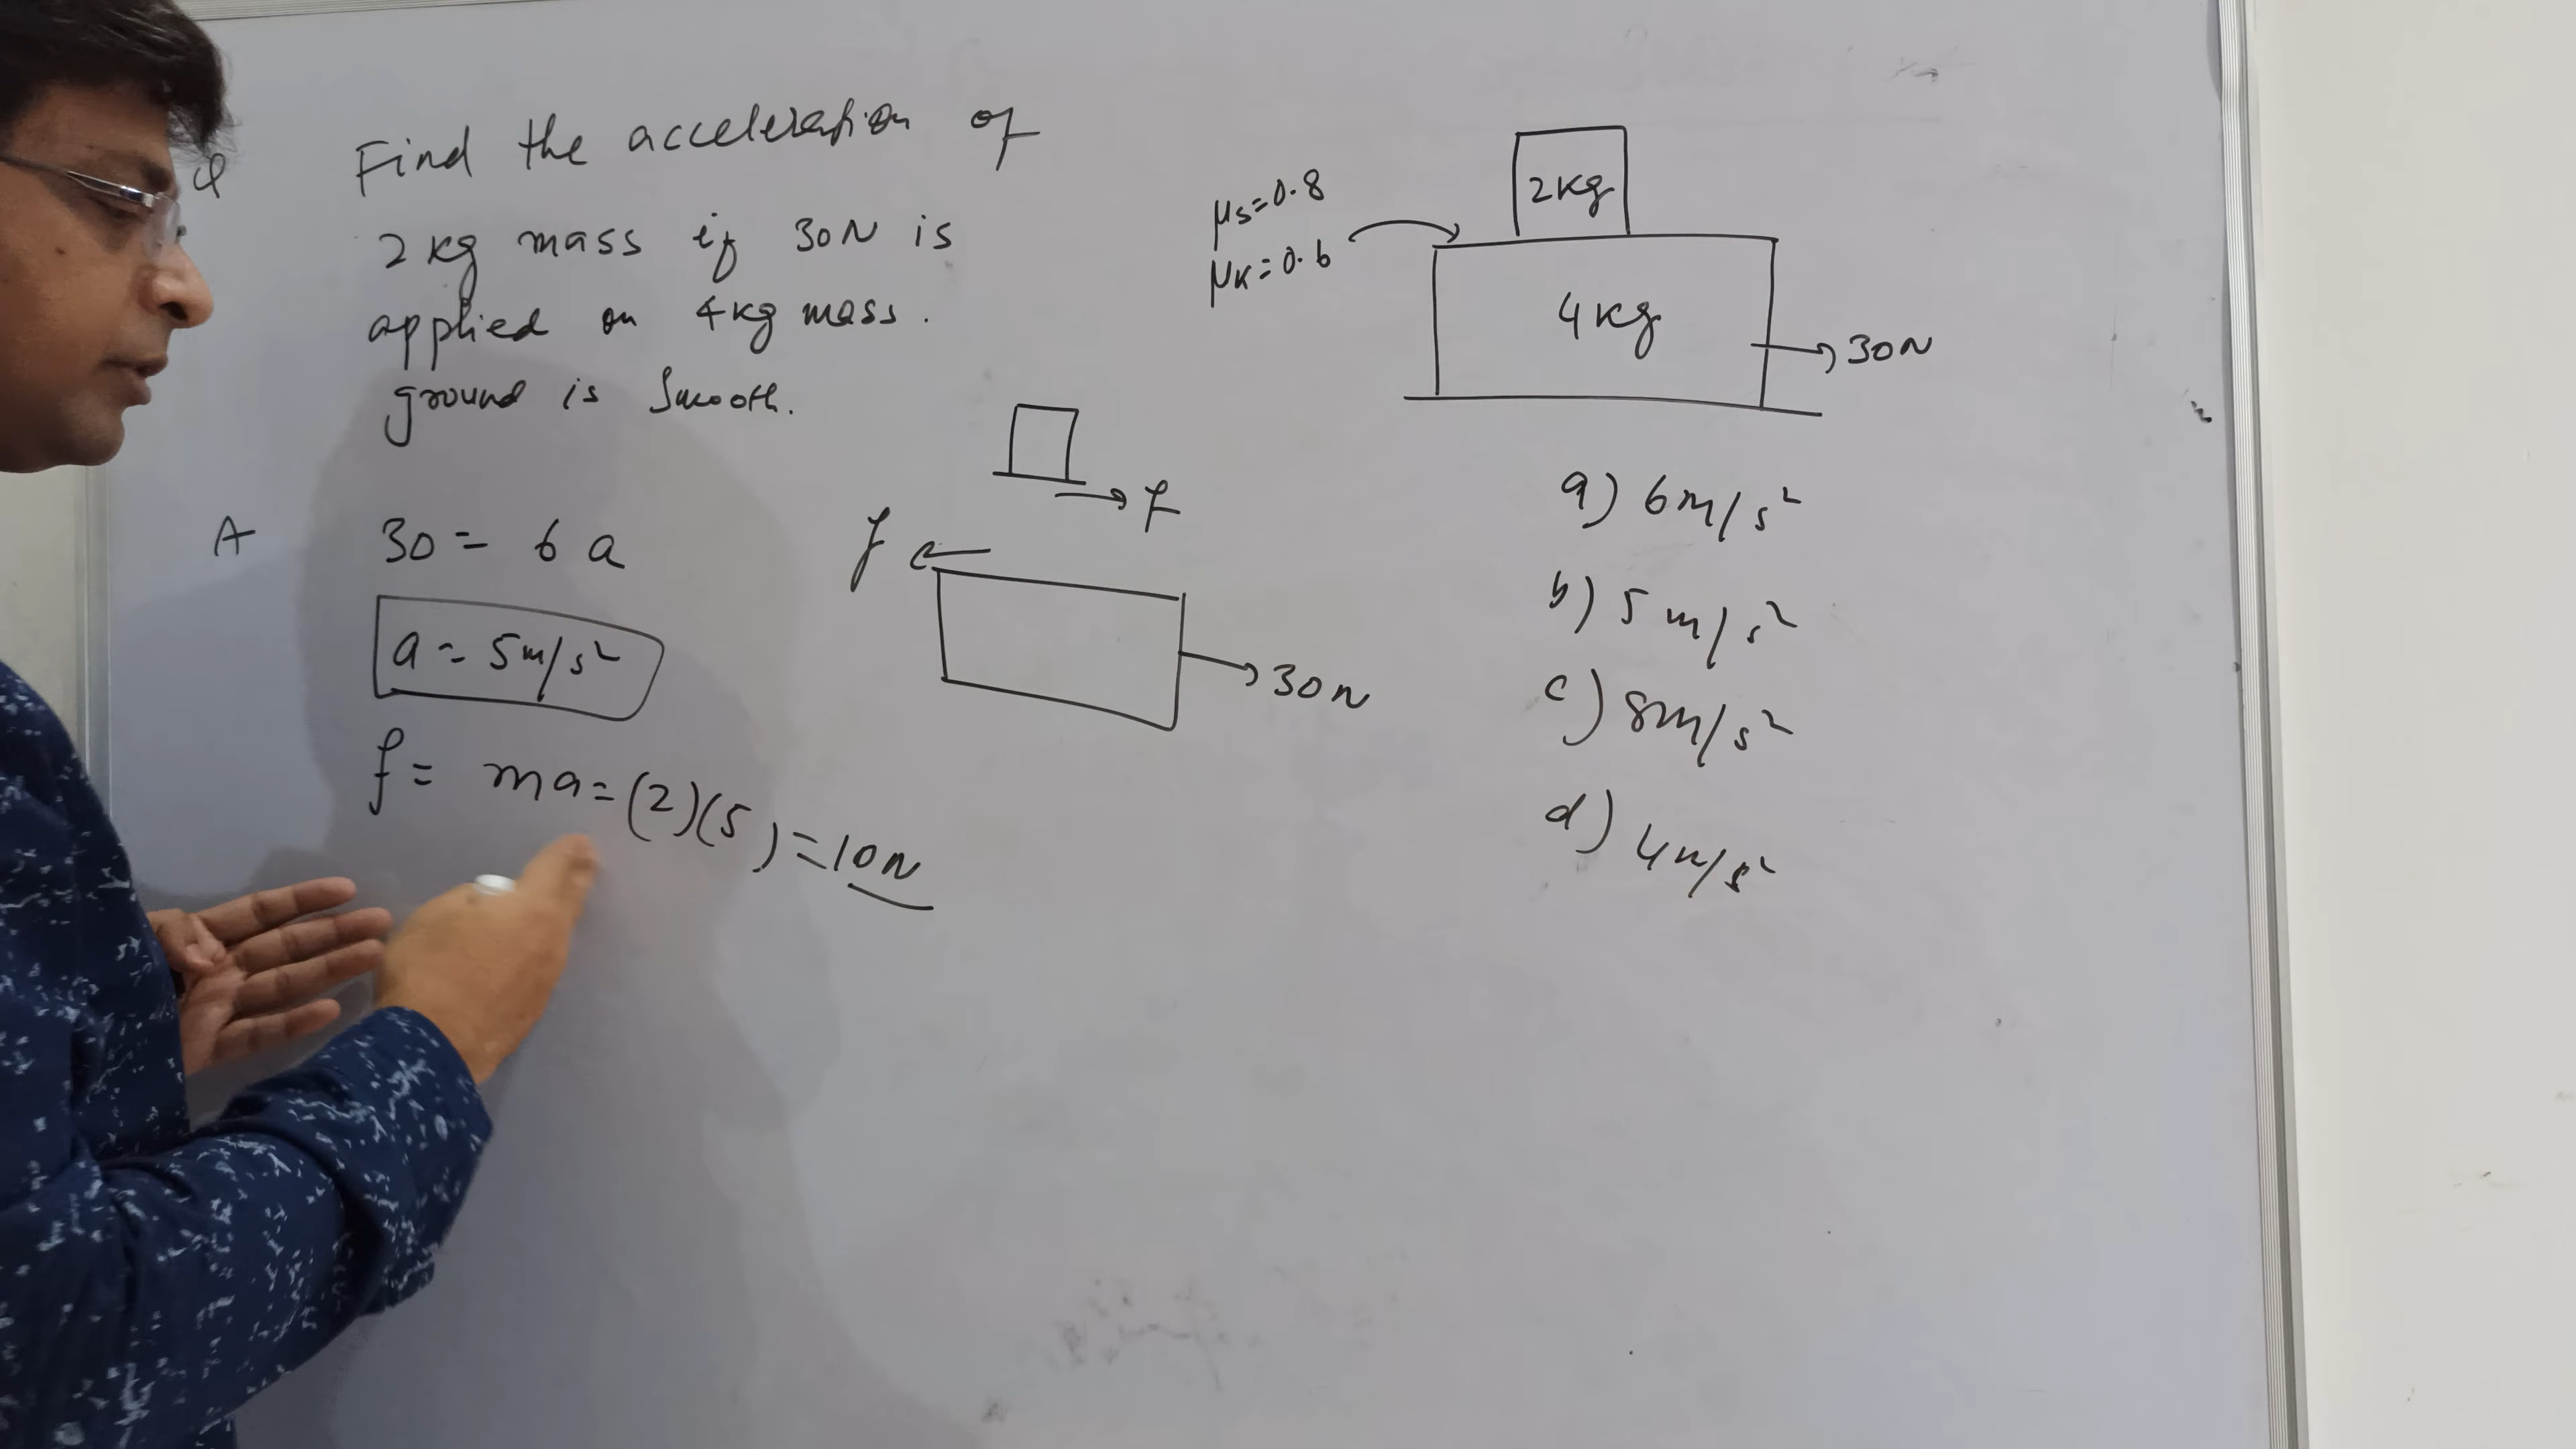 Q Find the acceleration of
2 kg mass if 30N is
applied on 4kg mass.
ground is smooth.
μs=0.8
μK=0.6
2kg
4kg
30N
A 30 = 6 a
a = 5m/s²
f = ma = (2)(5) = 10N
f
f
30N
a) 6m/s²
b) 5m/s²
c) 8m/s²
d) 4m/s²